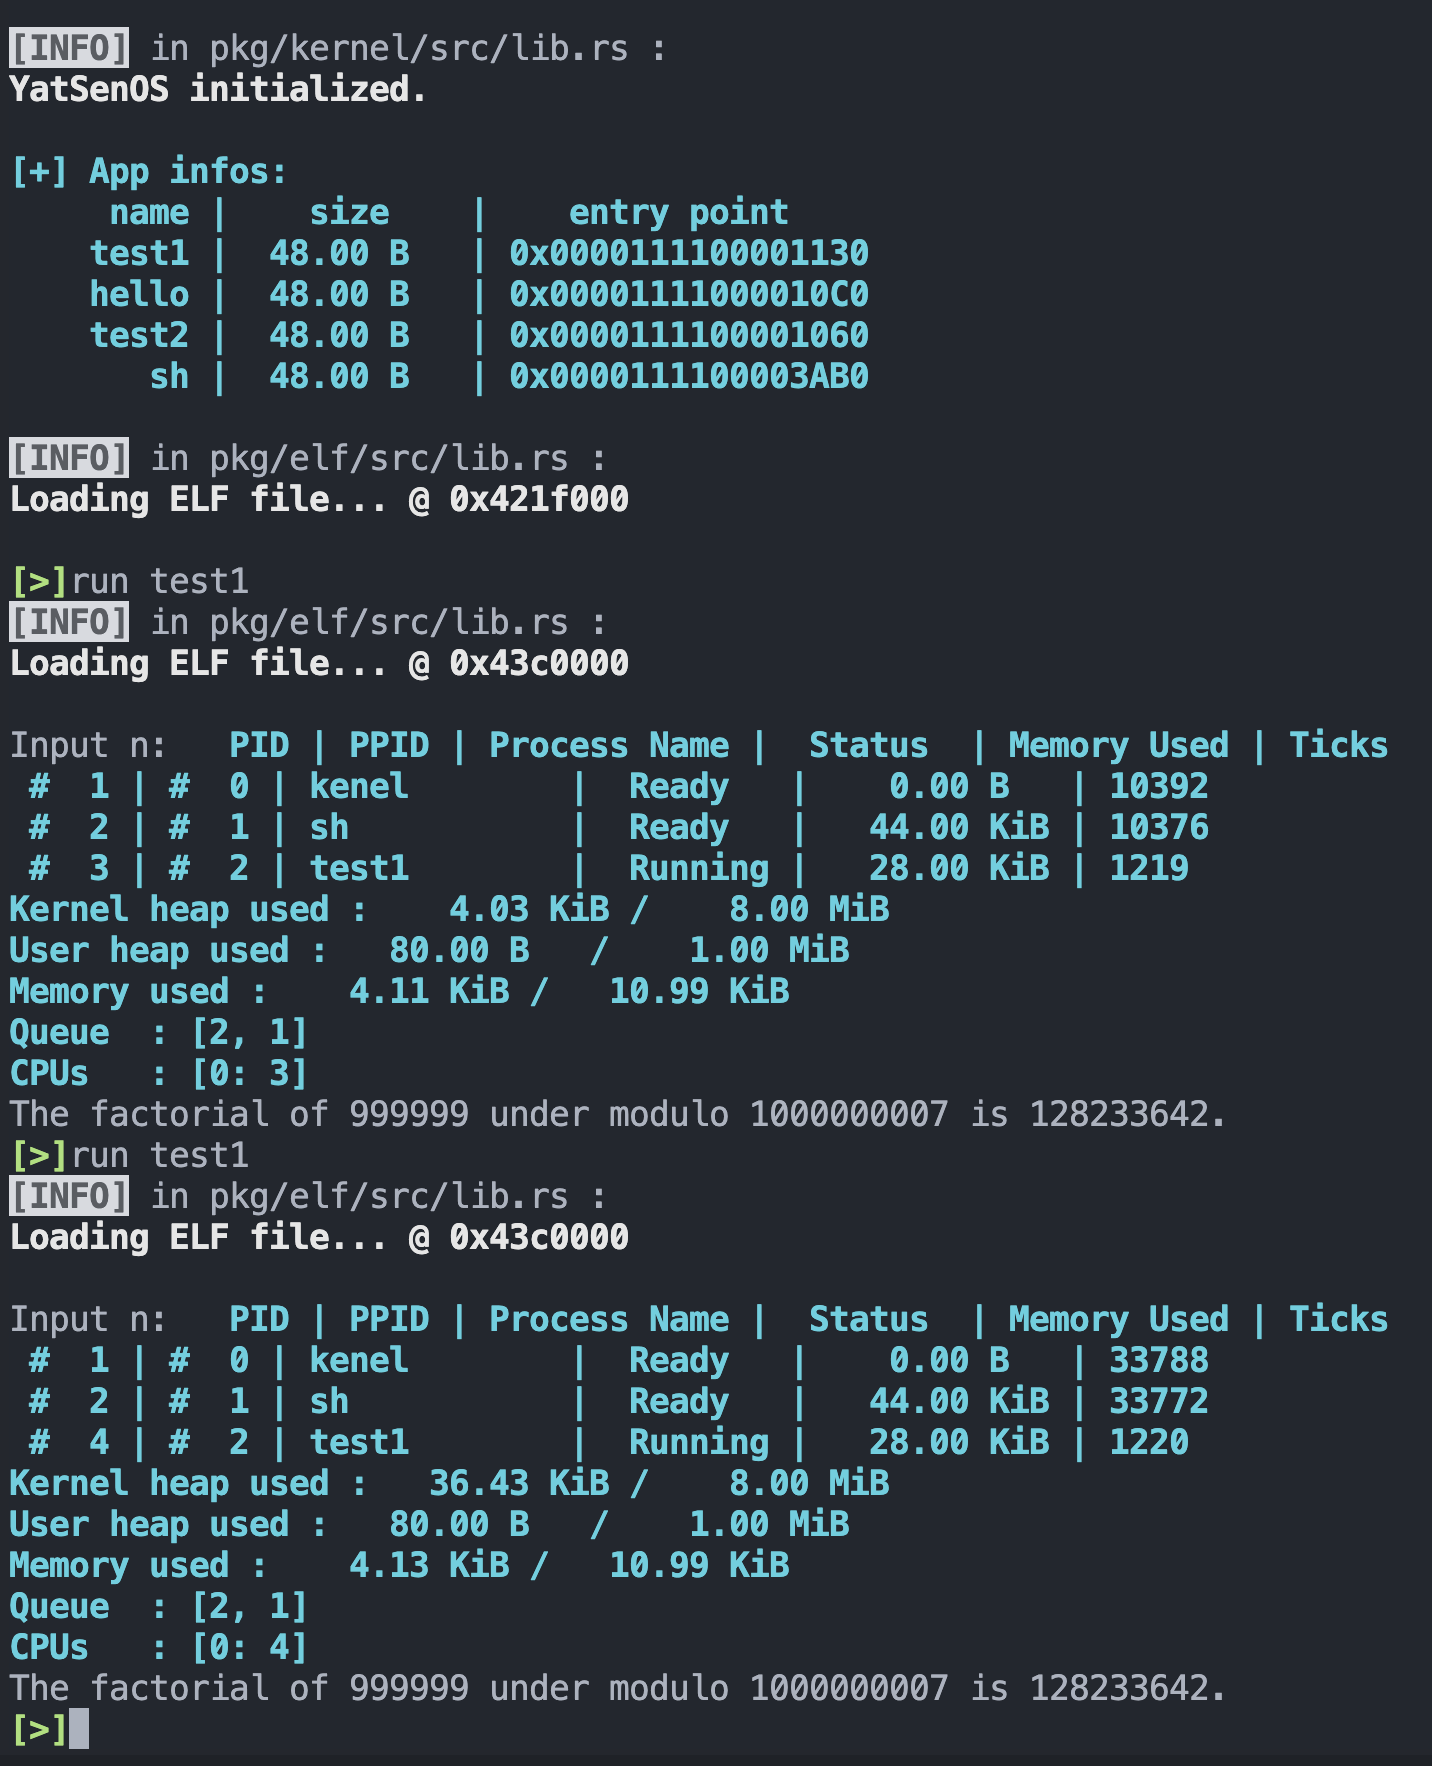 [INFO] in pkg/kernel/src/lib.rs :
YatSenOS initialized.
[+] App infos:
name | size | entry point
test1 | 48.00 B | 0x0000111100001130
hello | 48.00 B | 0x00001111000010C0
test2 | 48.00 B | 0x0000111100001060
sh | 48.00 B | 0x0000111100003AB0
[INFO] in pkg/elf/src/lib.rs :
Loading ELF file... @ 0x421f000
[>]run test1
[INFO] in pkg/elf/src/lib.rs :
Loading ELF file... @ 0x43c0000
Input n: PID | PPID | Process Name | Status | Memory Used | Ticks
# 1 | # 0 | kenel | Ready | 0.00 B | 10392
# 2 | # 1 | sh | Ready | 44.00 KiB | 10376
# 3 | # 2 | test1 | Running | 28.00 KiB | 1219
Kernel heap used : 4.03 KiB / 8.00 MiB
User heap used : 80.00 B / 1.00 MiB
Memory used : 4.11 KiB / 10.99 KiB
Queue : [2, 1]
CPUs : [0: 3]
The factorial of 999999 under modulo 1000000007 is 128233642.
[>]run test1
[INFO] in pkg/elf/src/lib.rs :
Loading ELF file... @ 0x43c0000
Input n: PID | PPID | Process Name | Status | Memory Used | Ticks
# 1 | # 0 | kenel | Ready | 0.00 B | 33788
# 2 | # 1 | sh | Ready | 44.00 KiB | 33772
# 4 | # 2 | test1 | Running | 28.00 KiB | 1220
Kernel heap used : 36.43 KiB / 8.00 MiB
User heap used : 80.00 B / 1.00 MiB
Memory used : 4.13 KiB / 10.99 KiB
Queue : [2, 1]
CPUs : [0: 4]
The factorial of 999999 under modulo 1000000007 is 128233642.
[>]